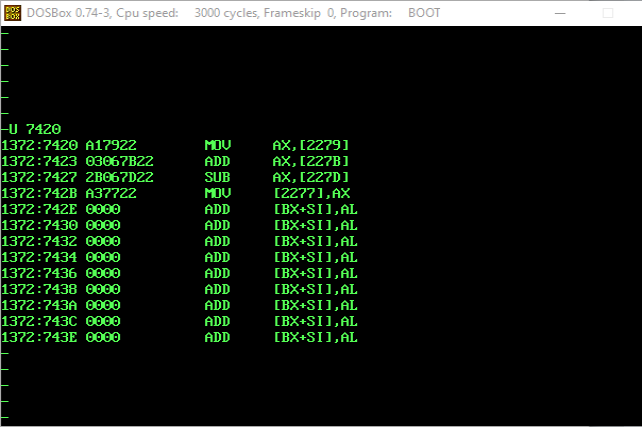 DOSBox 0.74-3, Cpu speed: 3000 cycles, Frameskip 0, Program: BOOT
-
-
-
-
-
-
-U 7420
1372:7420 A17922 MOV AX,[2279]
1372:7423 03067B22 ADD AX,[227B]
1372:7427 2B067D22 SUB AX,[227D]
1372:742B A37722 MOV [2277],AX
1372:742E 0000 ADD [BX+SI],AL
1372:7430 0000 ADD [BX+SI],AL
1372:7432 0000 ADD [BX+SI],AL
1372:7434 0000 ADD [BX+SI],AL
1372:7436 0000 ADD [BX+SI],AL
1372:7438 0000 ADD [BX+SI],AL
1372:743A 0000 ADD [BX+SI],AL
1372:743C 0000 ADD [BX+SI],AL
1372:743E 0000 ADD [BX+SI],AL
-
-
-
-
-